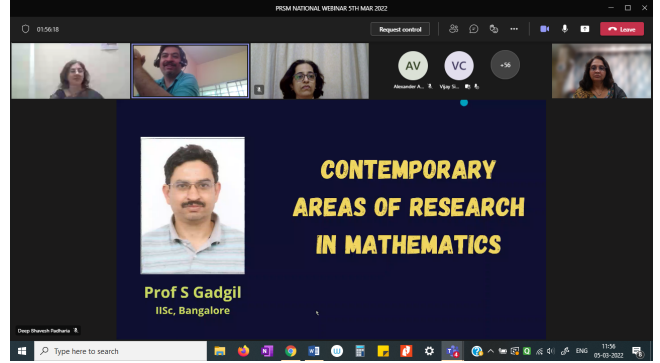 PRSM NATIONAL WEBINAR 5TH MAR 2022
01:56:18
Request control
Leave
AV
VC
+56
Alexander A...
Vijay Si...
CONTEMPORARY
AREAS OF RESEARCH
IN MATHEMATICS
Prof S Gadgil
IISc, Bangalore
Deep Bhavesh Padharia
Type here to search
ENG
11:56
05-03-2022